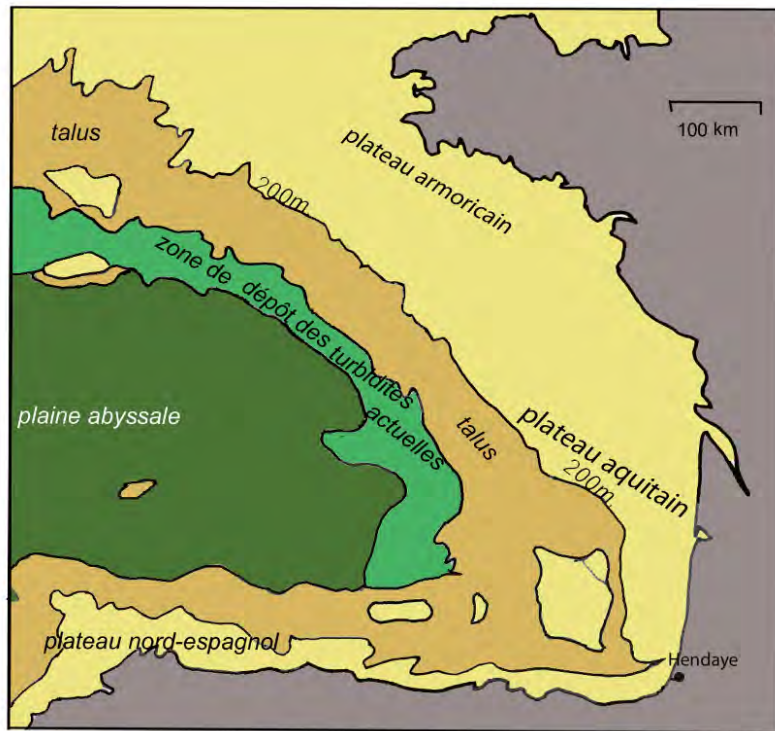 talus
100 km
plateau armoricain
200m
zone de dépôt des turbidites
actuelles
plaine abyssale
talus
plateau aquitain
200m
plateau nord-espagnol
Hendaye